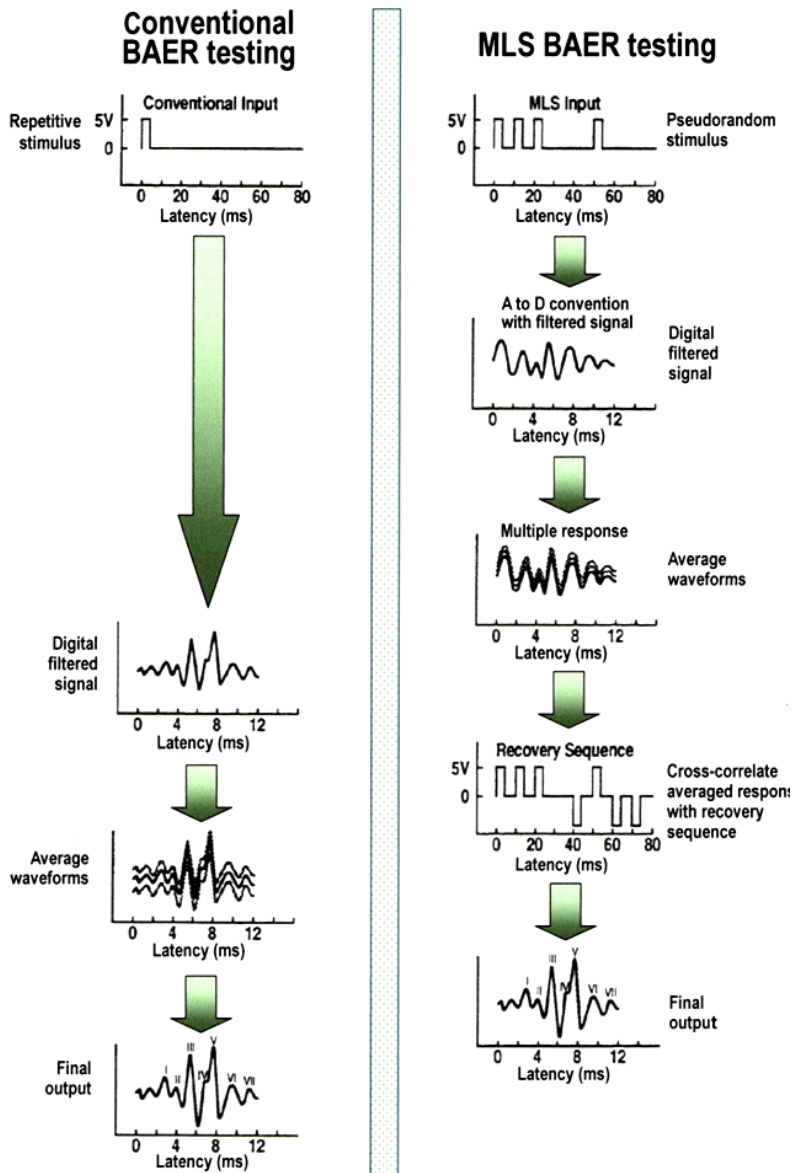 Conventional
BAER testing
Repetitive
stimulus
Conventional Input
5V
0
0 20 40 60 80
Latency (ms)
Digital
filtered
signal
0 4 8 12
Latency (ms)
Average
waveforms
0 4 8 12
Latency (ms)
Final
output
I II III IV V VI VII
0 4 8 12
Latency (ms)
MLS BAER testing
MLS Input
5V
0
0 20 40 60 80
Latency (ms)
Pseudorandom
stimulus
A to D convention
with filtered signal
0 4 8 12
Latency (ms)
Digital
filtered
signal
Multiple response
0 4 8 12
Latency (ms)
Average
waveforms
Recovery Sequence
5V
0
0 20 40 60 80
Latency (ms)
Cross-correlate
averaged respons
with recovery
sequence
I II III IV V VI VII
0 4 8 12
Latency (ms)
Final
output